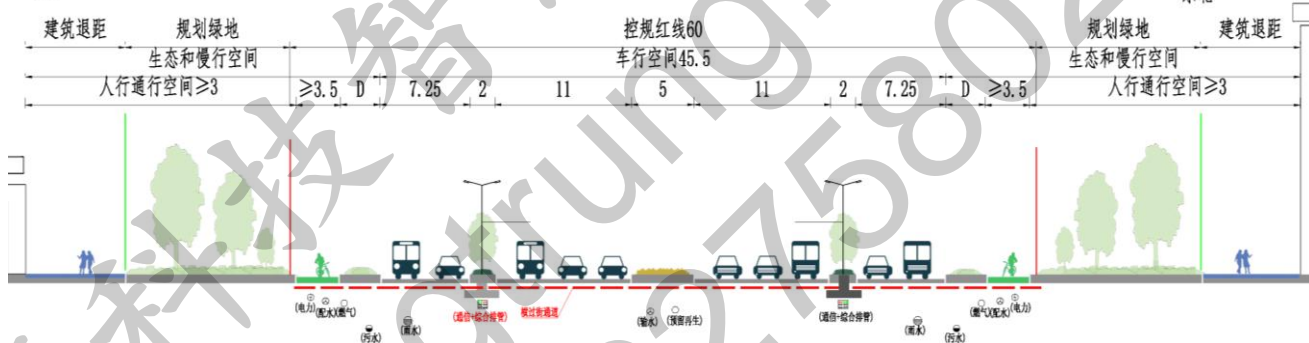 建筑退距 规划绿地 控规红线60 规划绿地 建筑退距
生态和慢行空间 车行空间45.5 生态和慢行空间
人行通行空间≥3 ≥3.5 D 7.25 2 11 5 11 2 7.25 D ≥3.5 人行通行空间≥3
(电力) (配水) (燃气) (通信+综合排管) 横过街通道 (输水) (预留再生) (通信+综合排管) (燃气) (配水) (电力)
(污水) (雨水) (雨水) (污水)